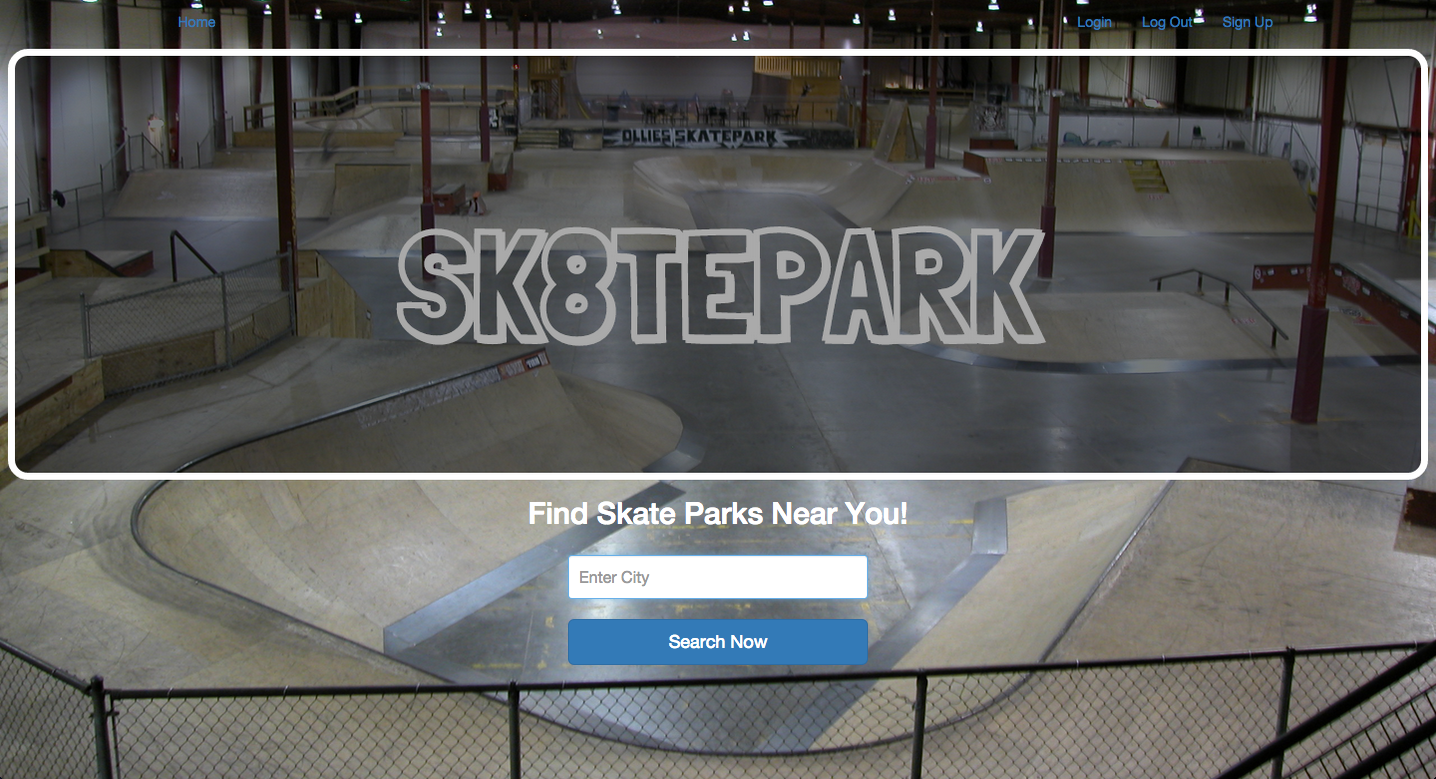 Home Login Log Out Sign Up
OLLIES SKATEPARK
SK8TEPARK
Find Skate Parks Near You!
Enter City
Search Now